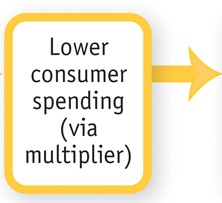 Lower
consumer
spending
(via
multiplier)